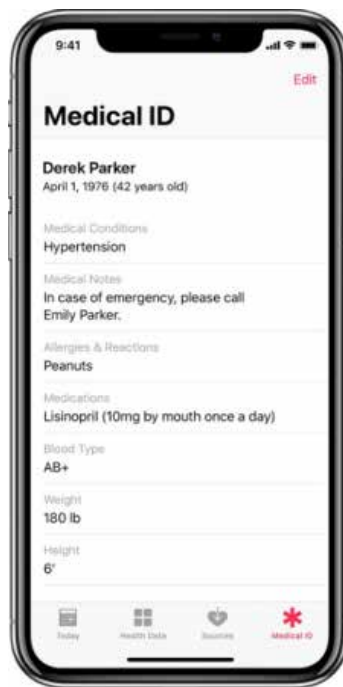 9:41
Edit
Medical ID
Derek Parker
April 1, 1976 (42 years old)
Medical Conditions
Hypertension
Medical Notes
In case of emergency, please call
Emily Parker.
Allergies & Reactions
Peanuts
Medications
Lisinopril (10mg by mouth once a day)
Blood Type
AB+
Weight
180 lb
Height
6'
Today
Health Data
Sources
Medical ID